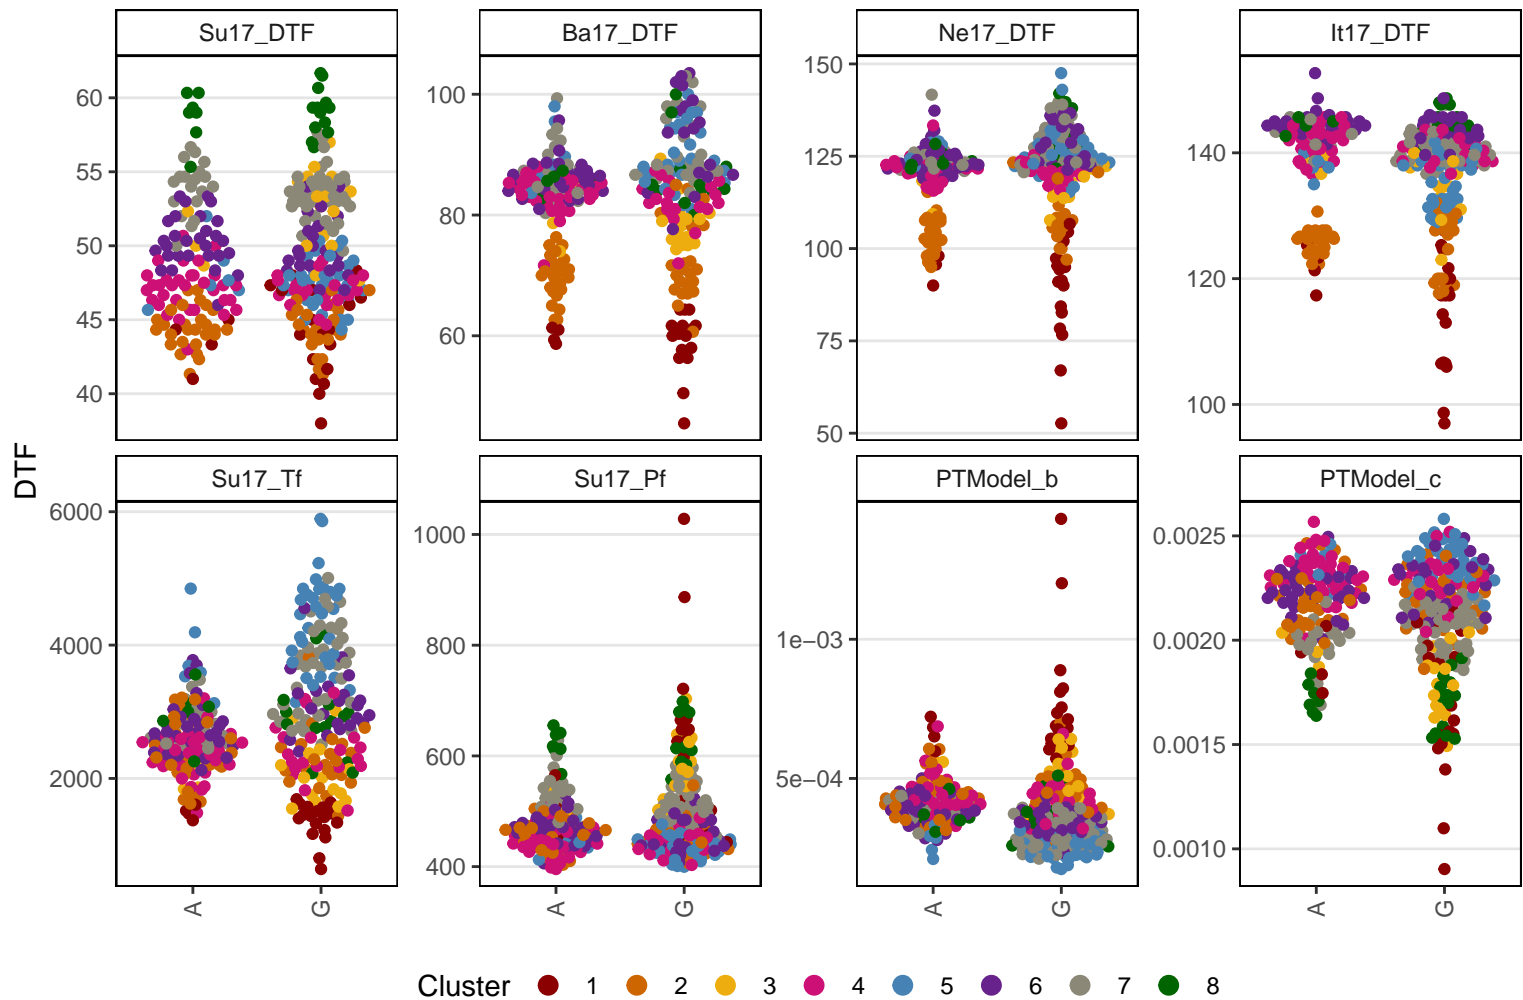 Su17_DTF
Ba17_DTF
Ne17_DTF
It17_DTF
60
55
50
45
40
100
80
60
150
125
100
75
50
140
120
100
DTF
Su17_Tf
Su17_Pf
PTModel_b
PTModel_c
6000
4000
2000
1000
800
600
400
1e−03
5e−04
0.0025
0.0020
0.0015
0.0010
A
G
A
G
A
G
A
G
Cluster 1 2 3 4 5 6 7 8